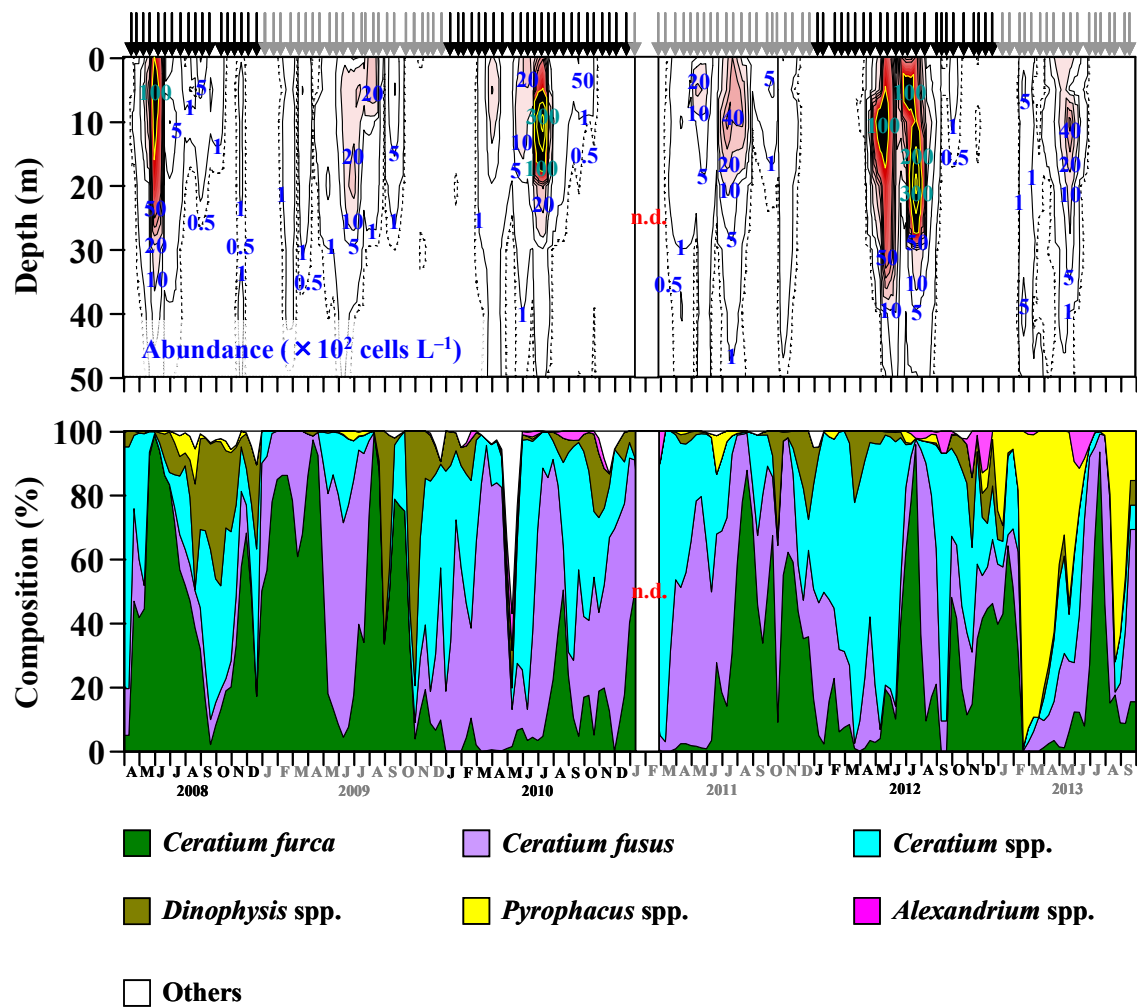 0
10
20
30
40
50
Depth (m)
100 1 5 5 1 50 20 10 0.5 1 0.5 1
1 1 0.5 1 20 20 10 5 1 5 1
1 20 300 10 5 100 20 1 50 1 0.5
n.d.
20 10 5 1 0.5 40 20 10 5 1 5 1
100 50 10 100 200 300 50 10 5 1 0.5
5 1 1 5 40 20 10 5 1
Abundance ( × 10² cells L⁻¹)
100
80
60
40
20
0
Composition (%)
n.d.
A M J J A S O N D J F M A M J J A S O N D J F M A M J J A S O N D J F M A M J J A S O N D J F M A M J J A S O N D J F M A M J J A S
2008 2009 2010 2011 2012 2013
Ceratium furca Ceratium fusus Ceratium spp.
Dinophysis spp. Pyrophacus spp. Alexandrium spp.
Others